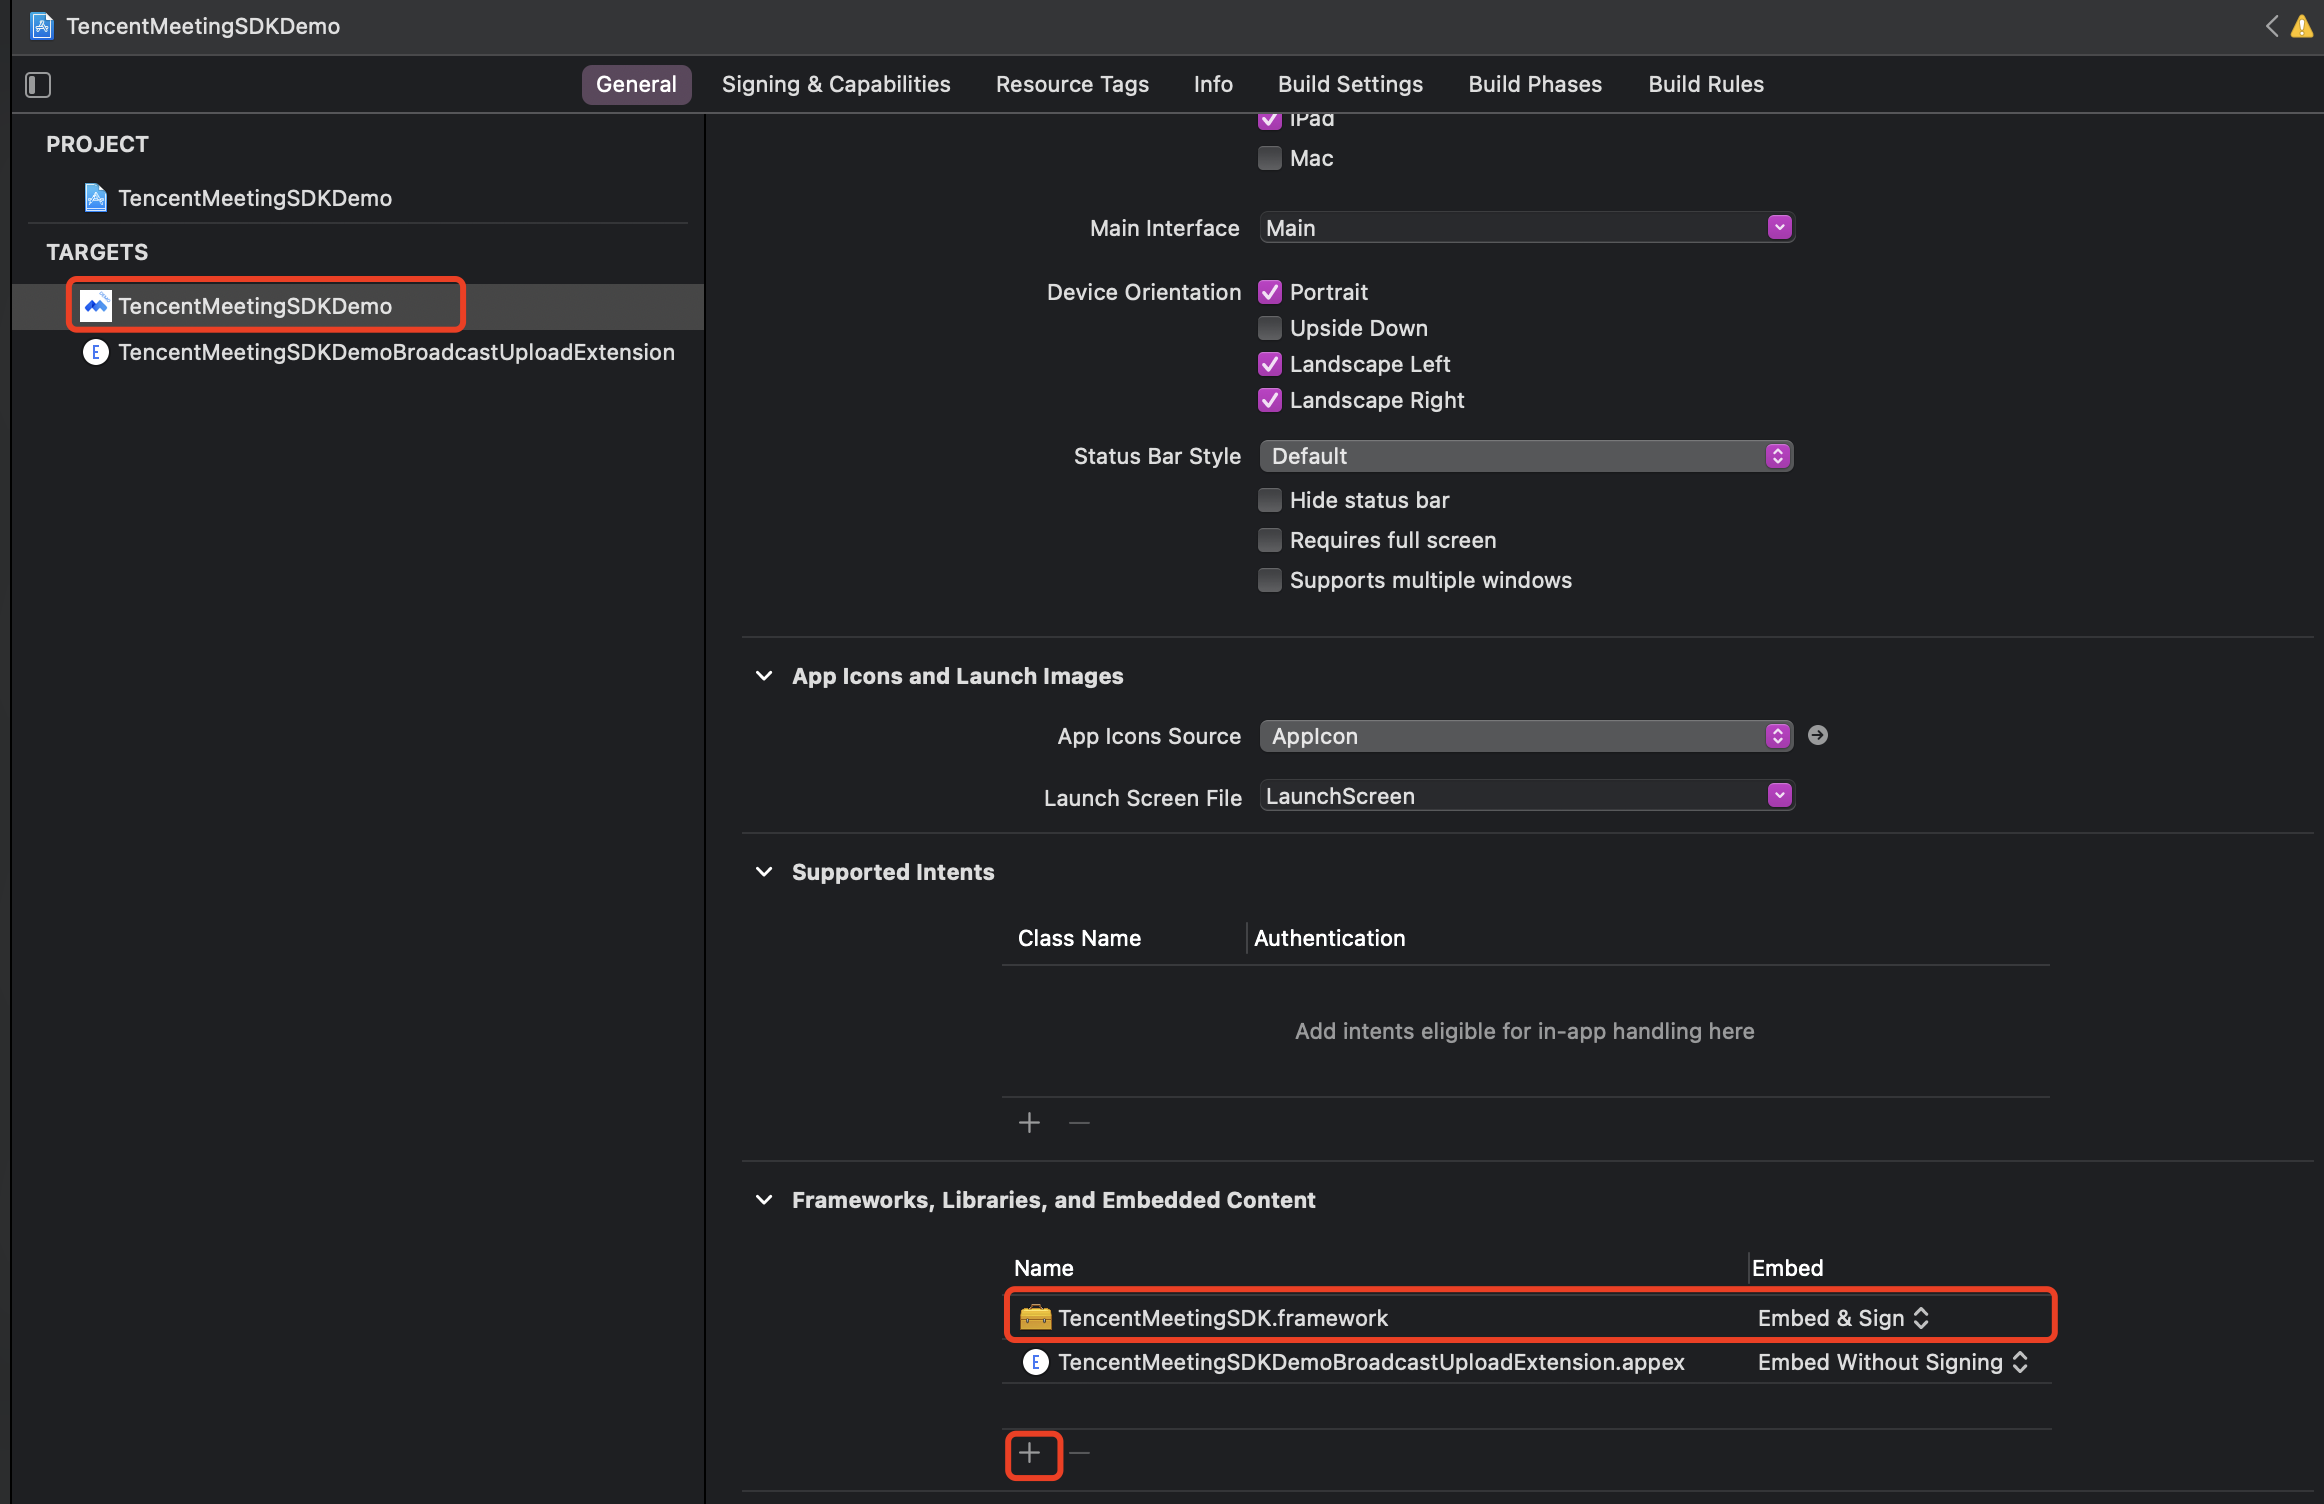 TencentMeetingSDKDemo
General Signing & Capabilities Resource Tags Info Build Settings Build Phases Build Rules
PROJECT
TencentMeetingSDKDemo
TARGETS
TencentMeetingSDKDemo
E TencentMeetingSDKDemoBroadcastUploadExtension
iPad
Mac
Main Interface Main
Device Orientation Portrait
Upside Down
Landscape Left
Landscape Right
Status Bar Style Default
Hide status bar
Requires full screen
Supports multiple windows
App Icons and Launch Images
App Icons Source AppIcon
Launch Screen File LaunchScreen
Supported Intents
Class Name Authentication
Add intents eligible for in-app handling here
Frameworks, Libraries, and Embedded Content
Name Embed
TencentMeetingSDK.framework Embed & Sign
E TencentMeetingSDKDemoBroadcastUploadExtension.appex Embed Without Signing